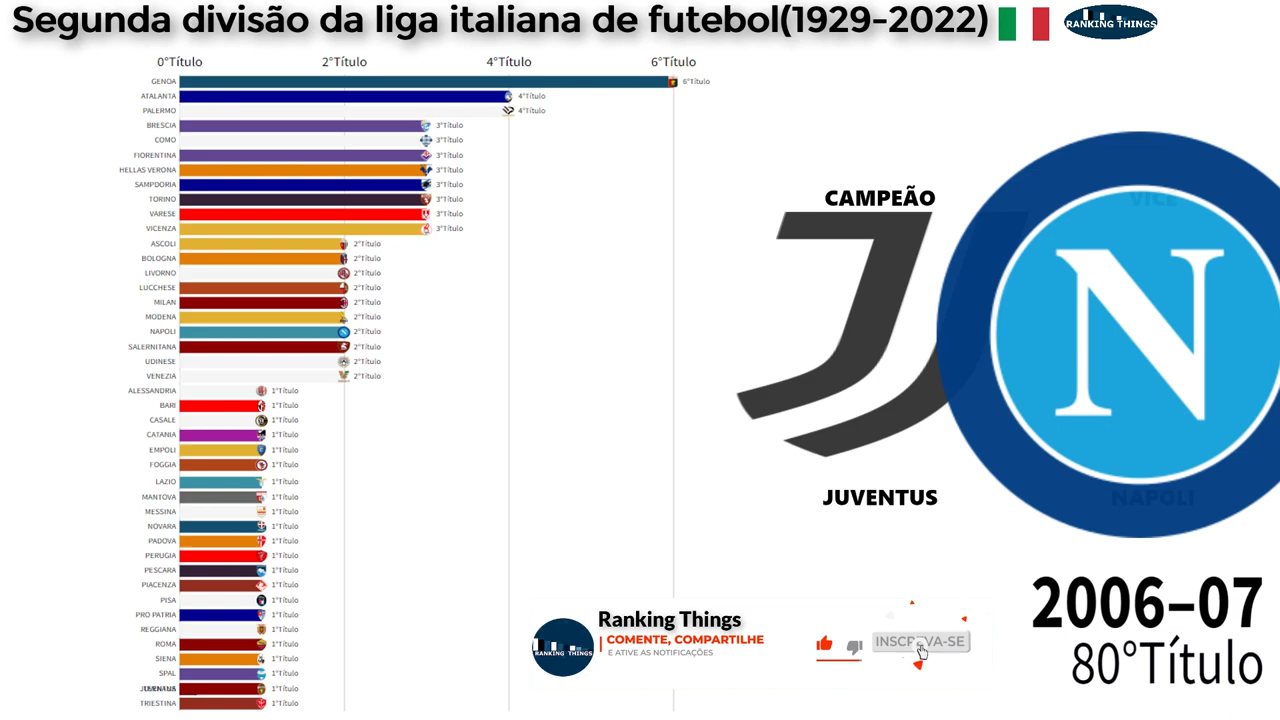 Segunda divisão da liga italiana de futebol(1929-2022)
RANKING THINGS
0°Título 2°Título 4°Título 6°Título
GENOA 6°Título
ATALANTA 4°Título
PALERMO 4°Título
BRESCIA 3°Título
COMO 3°Título
FIORENTINA 3°Título
HELLAS VERONA 3°Título
SAMPDORIA 3°Título
TORINO 3°Título
VARESE 3°Título
VICENZA 3°Título
ASCOLI 2°Título
BOLOGNA 2°Título
LIVORNO 2°Título
LUCCHESE 2°Título
MILAN 2°Título
MODENA 2°Título
NAPOLI 2°Título
SALERNITANA 2°Título
UDINESE 2°Título
VENEZIA 2°Título
ALESSANDRIA 1°Título
BARI 1°Título
CASALE 1°Título
CATANIA 1°Título
EMPOLI 1°Título
FOGGIA 1°Título
LAZIO 1°Título
MANTOVA 1°Título
MESSINA 1°Título
NOVARA 1°Título
PADOVA 1°Título
PERUGIA 1°Título
PESCARA 1°Título
PIACENZA 1°Título
PISA 1°Título
PRO PATRIA 1°Título
REGGIANA 1°Título
ROMA 1°Título
SIENA 1°Título
SPAL 1°Título
1°Título
TRIESTINA 1°Título
CAMPEÃO
JUVENTUS
VICE
N
NAPOLI
2006-07
80°Título
RANKING THINGS
Ranking Things
COMENTE, COMPARTILHE
E ATIVE AS NOTIFICAÇÕES
INSCREVA-SE